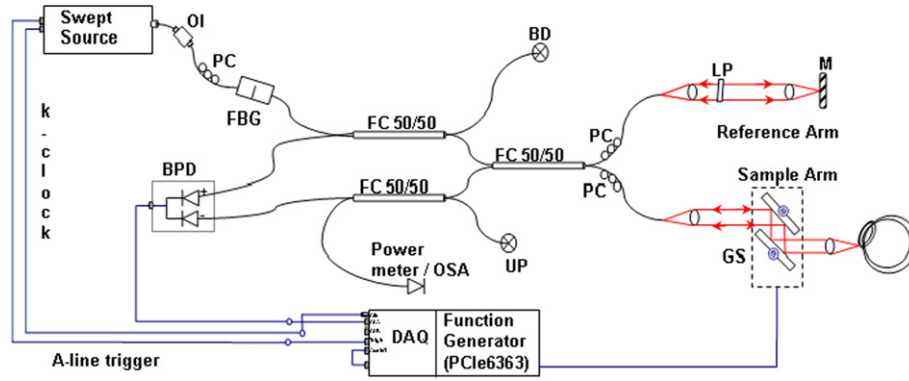 Swept
Source
OI
PC
FBG
k
-
c
l
o
c
k
BD
FC 50/50
LP
M
PC
Reference Arm
FC 50/50
PC
Sample Arm
BPD
+
-
FC 50/50
GS
UP
Power
meter / OSA
DAQ
Function
Generator
(PCIe6363)
A-line trigger